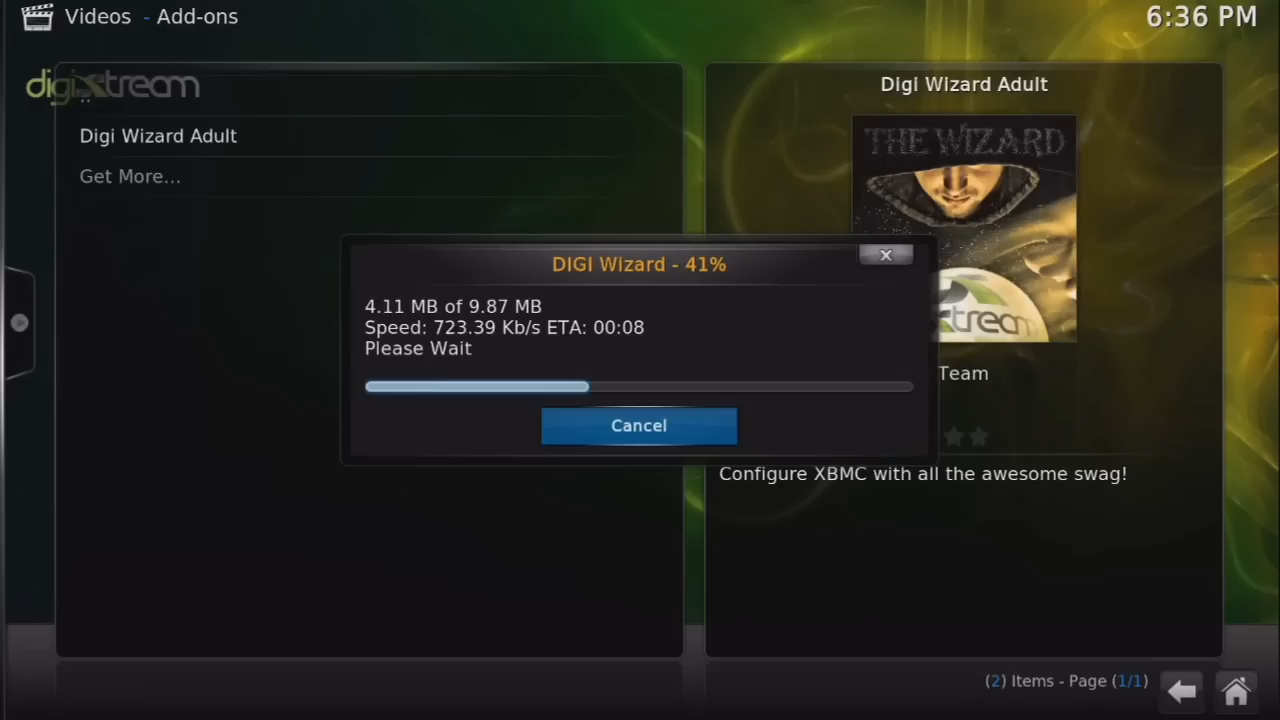 Videos - Add-ons
6:36 PM
digiXstream
..
Digi Wizard Adult
Get More...
Digi Wizard Adult
THE WIZARD
xtream
DIGI Wizard - 41%
x
4.11 MB of 9.87 MB
Speed: 723.39 Kb/s ETA: 00:08
Please Wait
Cancel
Team
Configure XBMC with all the awesome swag!
(2) Items - Page (1/1)